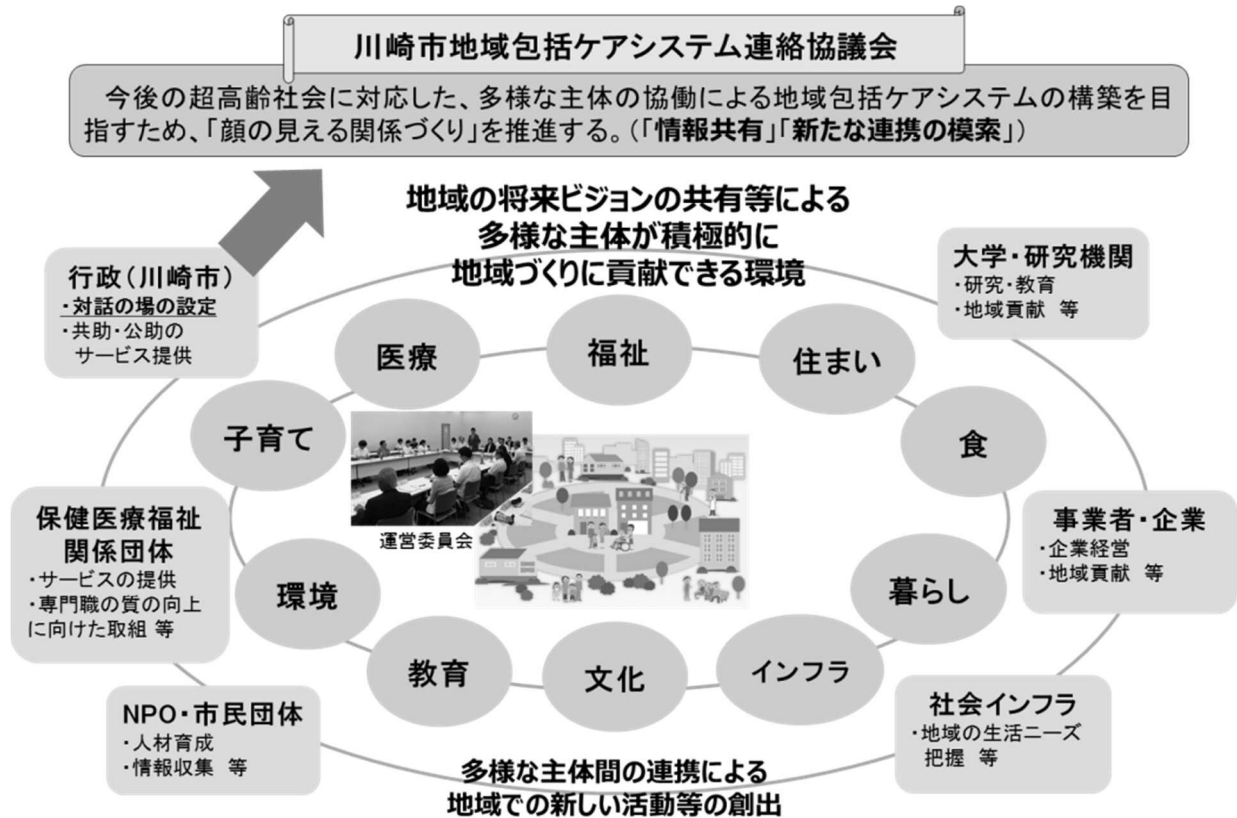 川崎市地域包括ケアシステム連絡協議会
今後の超高齢社会に対応した、多様な主体の協働による地域包括ケアシステムの構築を目
指すため、「顔の見える関係づくり」を推進する。(「情報共有」「新たな連携の模索」)
地域の将来ビジョンの共有等による
多様な主体が積極的に
地域づくりに貢献できる環境
行政(川崎市)
・対話の場の設定
・共助・公助の
サービス提供
大学・研究機関
・研究・教育
・地域貢献 等
医療
福祉
住まい
子育て
食
運営委員会
保健医療福祉
関係団体
・サービスの提供
・専門職の質の向上
に向けた取組 等
事業者・企業
・企業経営
・地域貢献 等
環境
暮らし
教育
文化
インフラ
NPO・市民団体
・人材育成
・情報収集 等
社会インフラ
・地域の生活ニーズ
把握 等
多様な主体間の連携による
地域での新しい活動等の創出